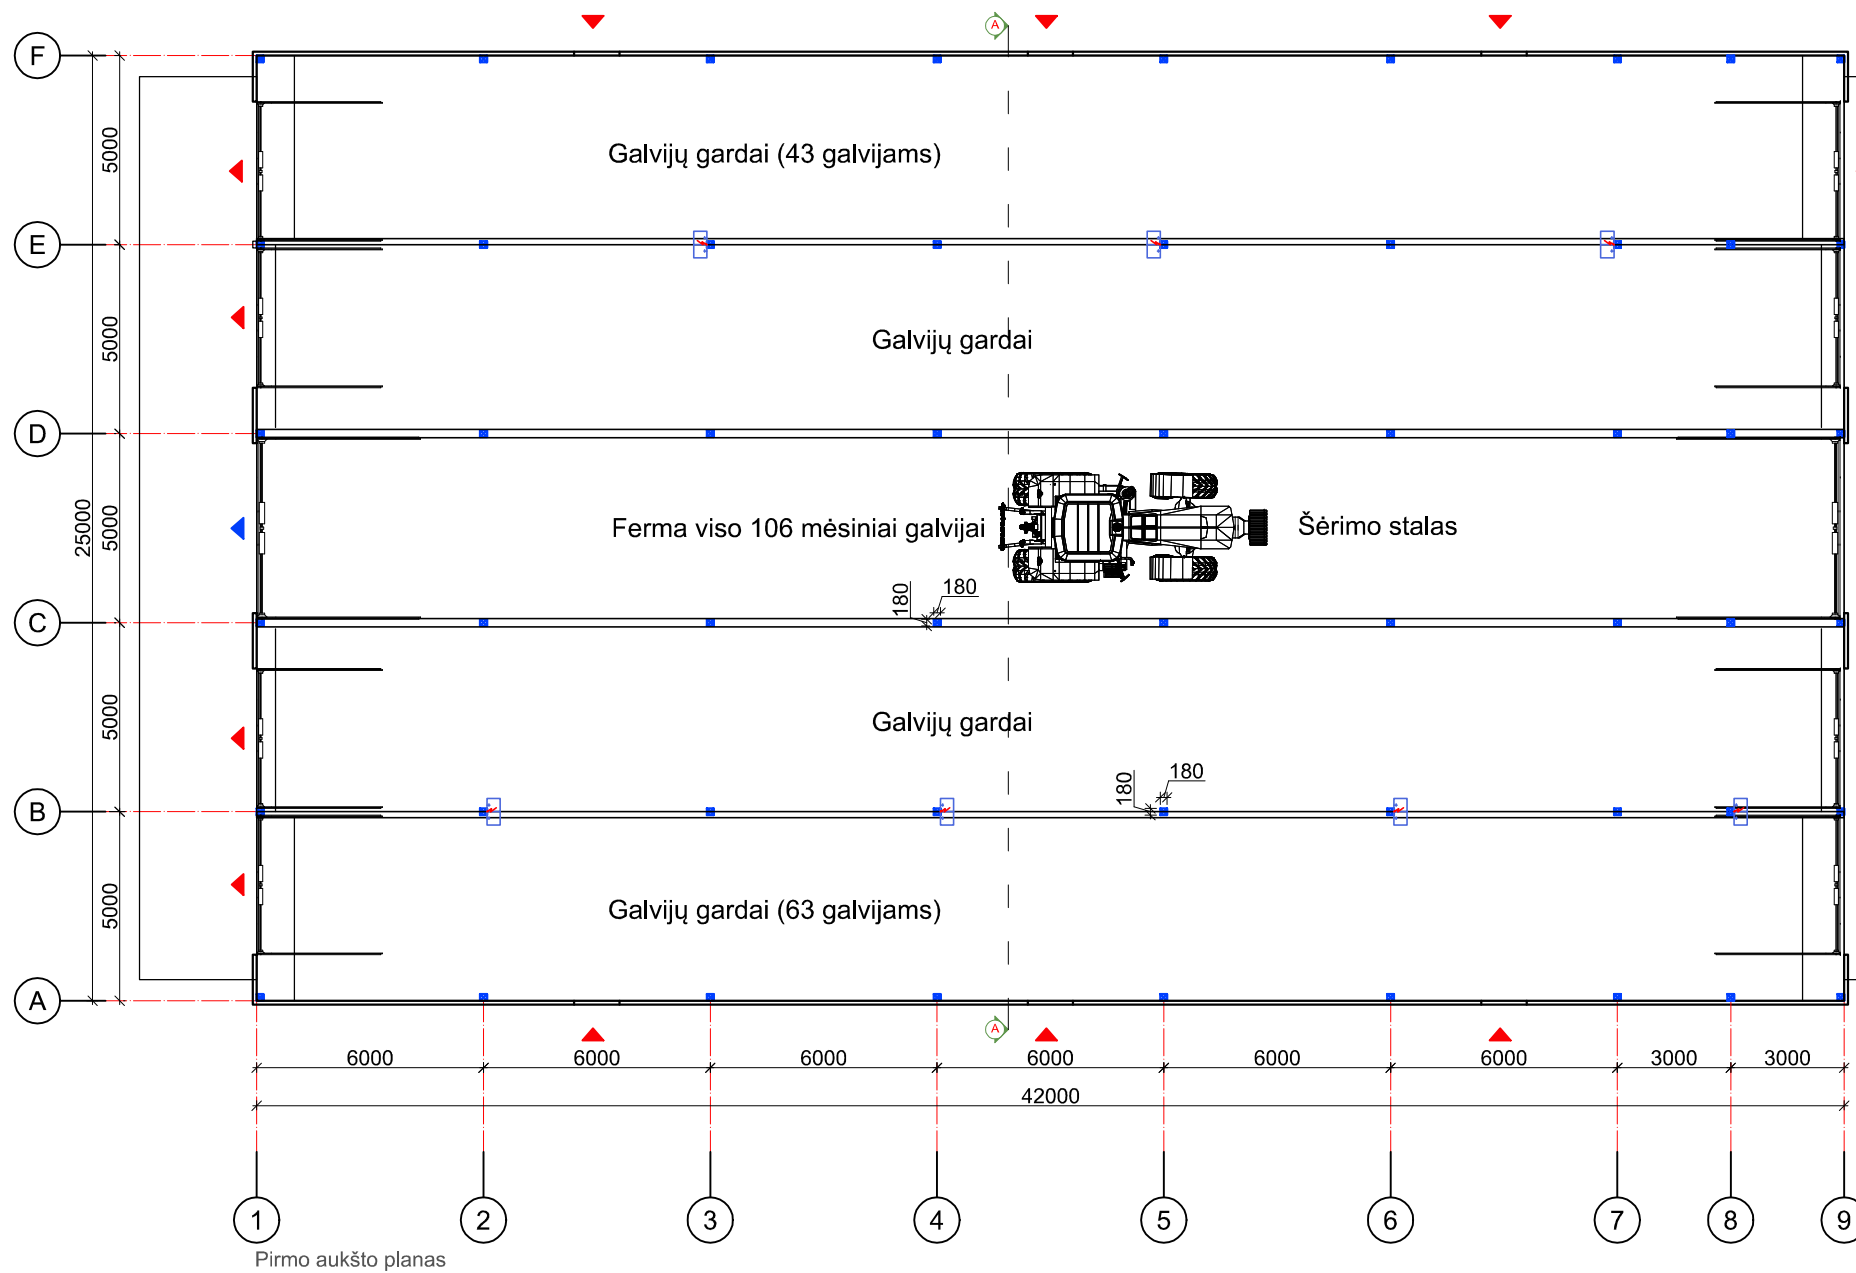 A
F
5000
Galvijų gardai (43 galvijams)
E
5000
Galvijų gardai
D
25000
5000
Ferma viso 106 mėsiniai galvijai
Šėrimo stalas
180
180
C
5000
Galvijų gardai
180
180
B
5000
Galvijų gardai (63 galvijams)
A
A
6000 6000 6000 6000 6000 6000 3000 3000
42000
1 2 3 4 5 6 7 8 9
Pirmo aukšto planas